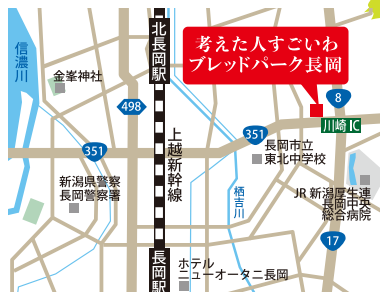 信濃川
北長岡駅
考えた人すごいわ
ブレッドパーク長岡
金峯神社
498
8
川崎IC
351
上越新幹線
351
長岡市立
東北中学校
新潟県警察
長岡警察署
栖吉川
JR 新潟厚生連
長岡中央
総合病院
17
長岡駅
ホテル
ニューオータニ長岡